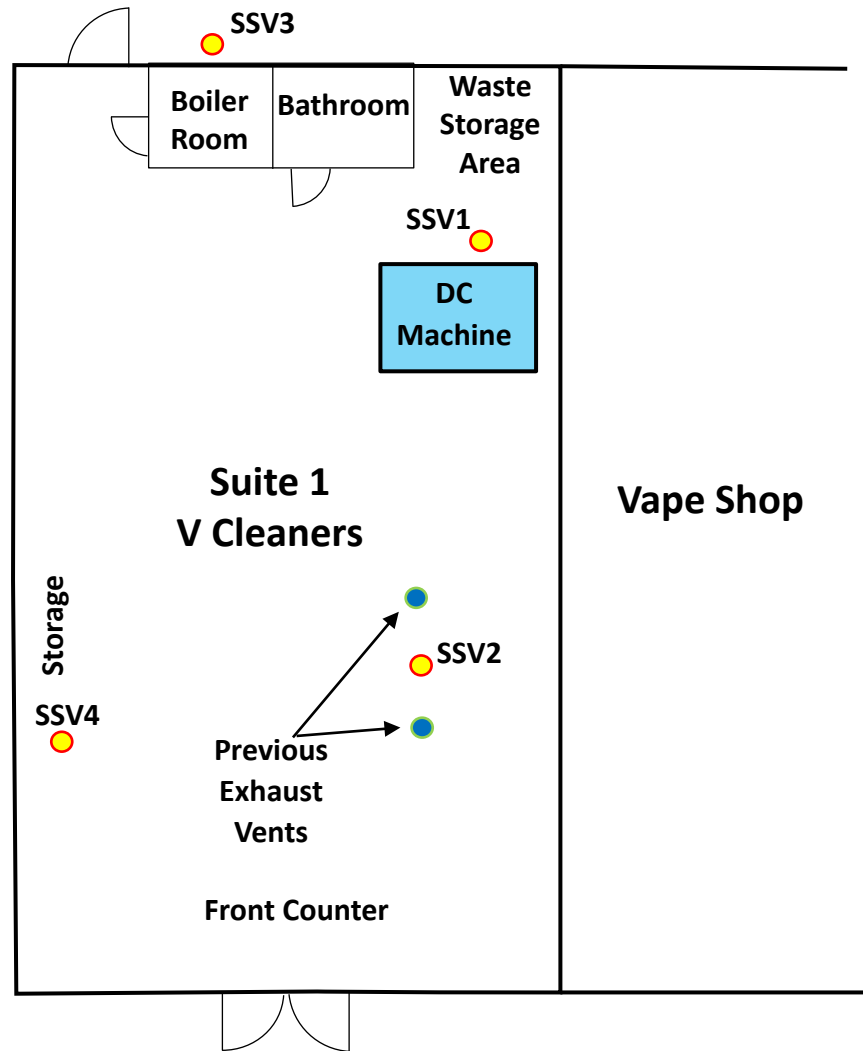 SSV3
Boiler
Room
Bathroom
Waste
Storage
Area
SSV1
DC
Machine
Suite 1
V Cleaners
Vape Shop
Storage
SSV2
SSV4
Previous
Exhaust
Vents
Front Counter